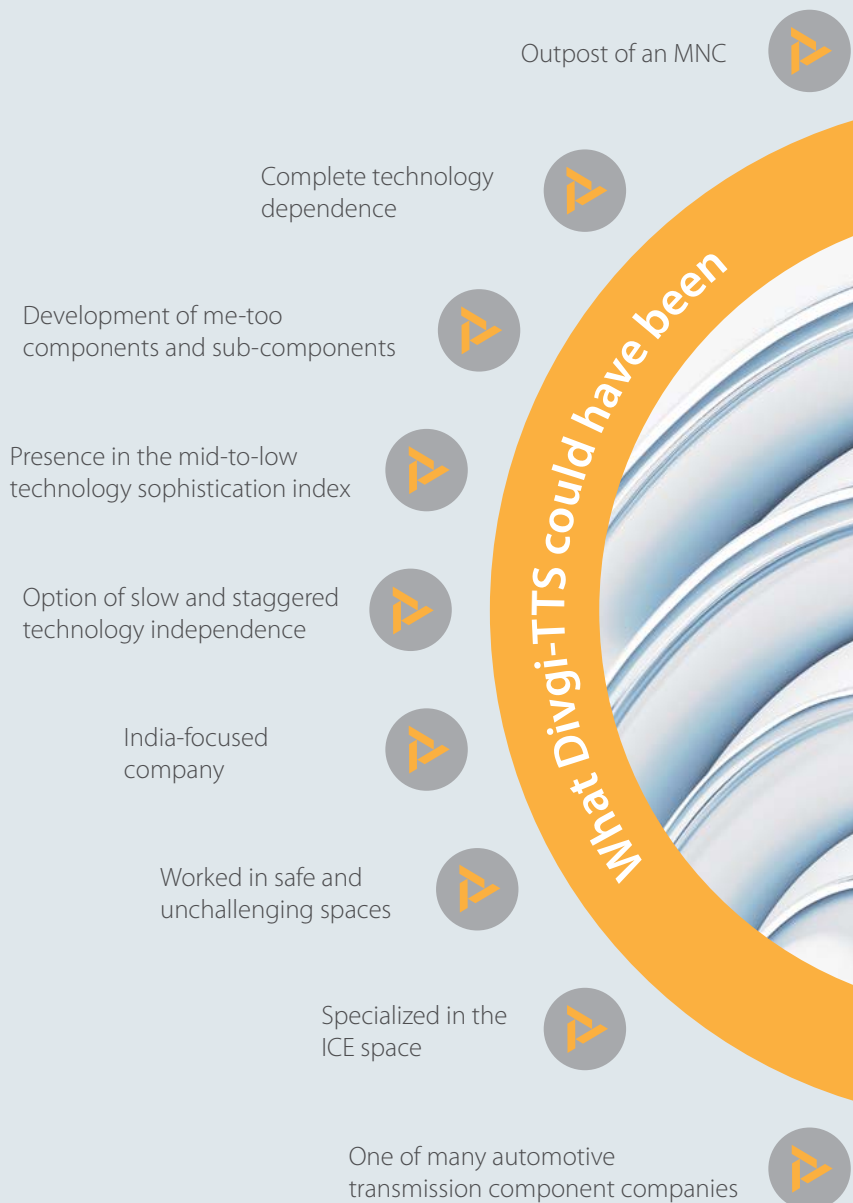 Outpost of an MNC
Complete technology
dependence
Development of me-too
components and sub-components
Presence in the mid-to-low
technology sophistication index
Option of slow and staggered
technology independence
India-focused
company
Worked in safe and
unchallenging spaces
Specialized in the
ICE space
One of many automotive
transmission component companies
What Divgi-TTS could have been